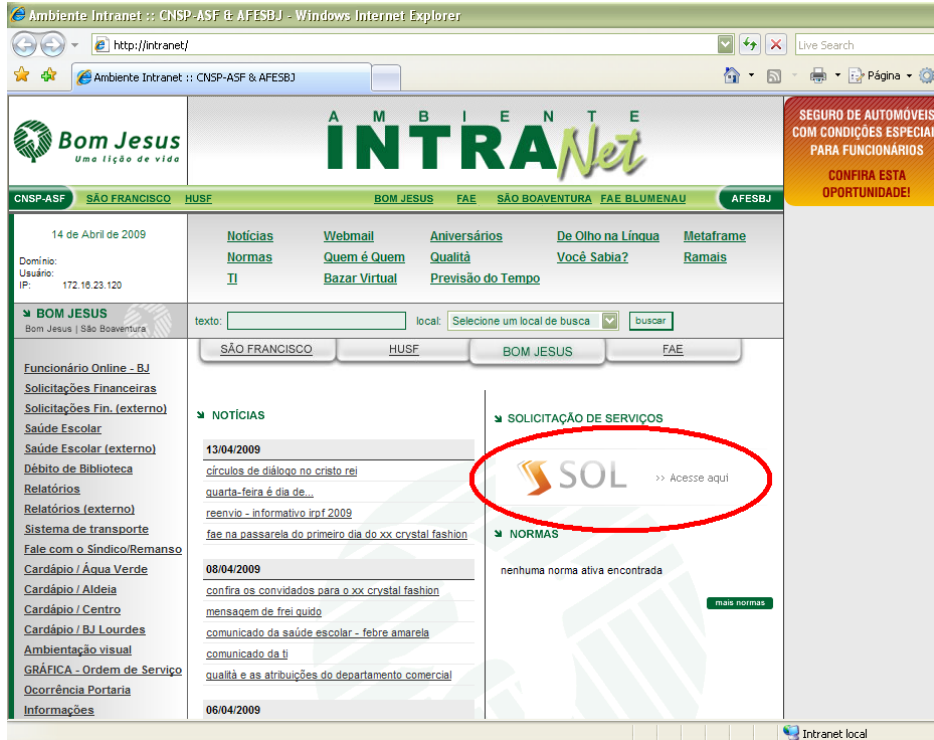 Ambiente Intranet :: CNSP-ASF & AFESBJ - Windows Internet Explorer
http://intranet/
Live Search
Ambiente Intranet :: CNSP-ASF & AFESBJ
Página
Bom Jesus
Uma lição de vida
AMBIENTE
INTRANet
SEGURO DE AUTOMÓVEIS
COM CONDIÇÕES ESPECIAI
PARA FUNCIONÁRIOS
CONFIRA ESTA
OPORTUNIDADE!
CNSP-ASF SÃO FRANCISCO HUSF BOM JESUS FAE SÃO BOAVENTURA FAE BLUMENAU AFESBJ
14 de Abril de 2009
Domínio:
Usuário:
IP: 172.16.23.120
Notícias Webmail Aniversários De Olho na Língua Metaframe
Normas Quem é Quem Qualità Você Sabia? Ramais
TI Bazar Virtual Previsão do Tempo
BOM JESUS
Bom Jesus | São Boaventura
texto: local: Selecione um local de busca buscar
SÃO FRANCISCO HUSF BOM JESUS FAE
Funcionário Online - BJ
Solicitações Financeiras
Solicitações Fin. (externo)
Saúde Escolar
Saúde Escolar (externo)
Débito de Biblioteca
Relatórios
Relatórios (externo)
Sistema de transporte
Fale com o Síndico/Remanso
Cardápio / Água Verde
Cardápio / Aldeia
Cardápio / Centro
Cardápio / BJ Lourdes
Ambientação visual
GRÁFICA - Ordem de Serviço
Ocorrência Portaria
Informações
NOTÍCIAS
13/04/2009
círculos de diálogo no cristo rei
quarta-feira é dia de...
reenvio - informativo irpf 2009
fae na passarela do primeiro dia do xx crystal fashion
08/04/2009
confira os convidados para o xx crystal fashion
mensagem de frei guido
comunicado da saúde escolar - febre amarela
comunicado da ti
qualità e as atribuições do departamento comercial
06/04/2009
SOLICITAÇÃO DE SERVIÇOS
SOL >> Acesse aqui
NORMAS
nenhuma norma ativa encontrada
mais normas
Intranet local